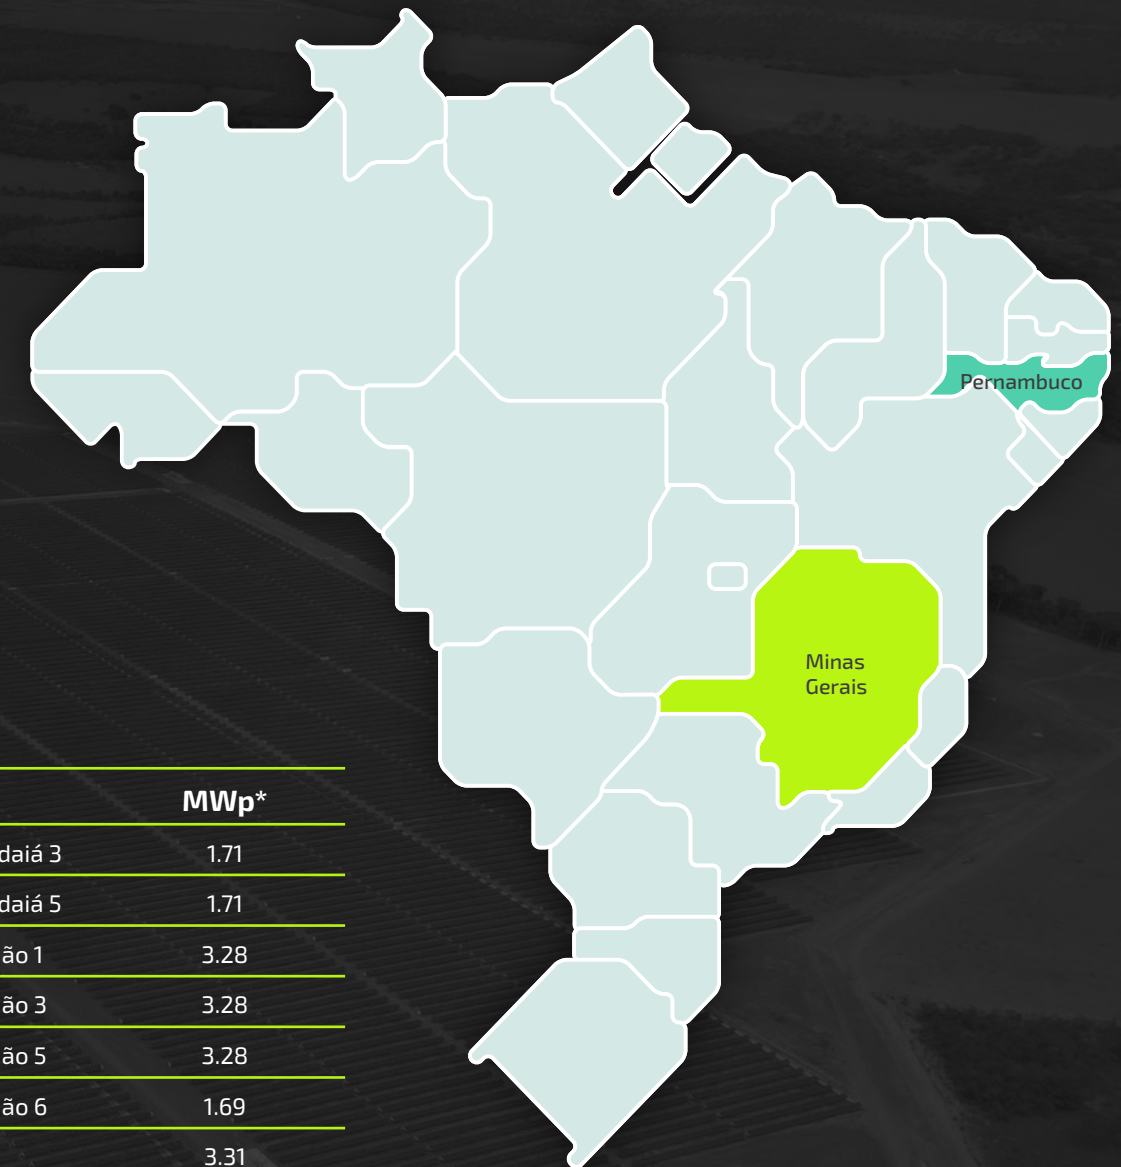 Pernambuco
Minas
Gerais
MWp*
daiá 3 1.71
daiá 5 1.71
ão 1 3.28
ão 3 3.28
ão 5 3.28
ão 6 1.69
3.31